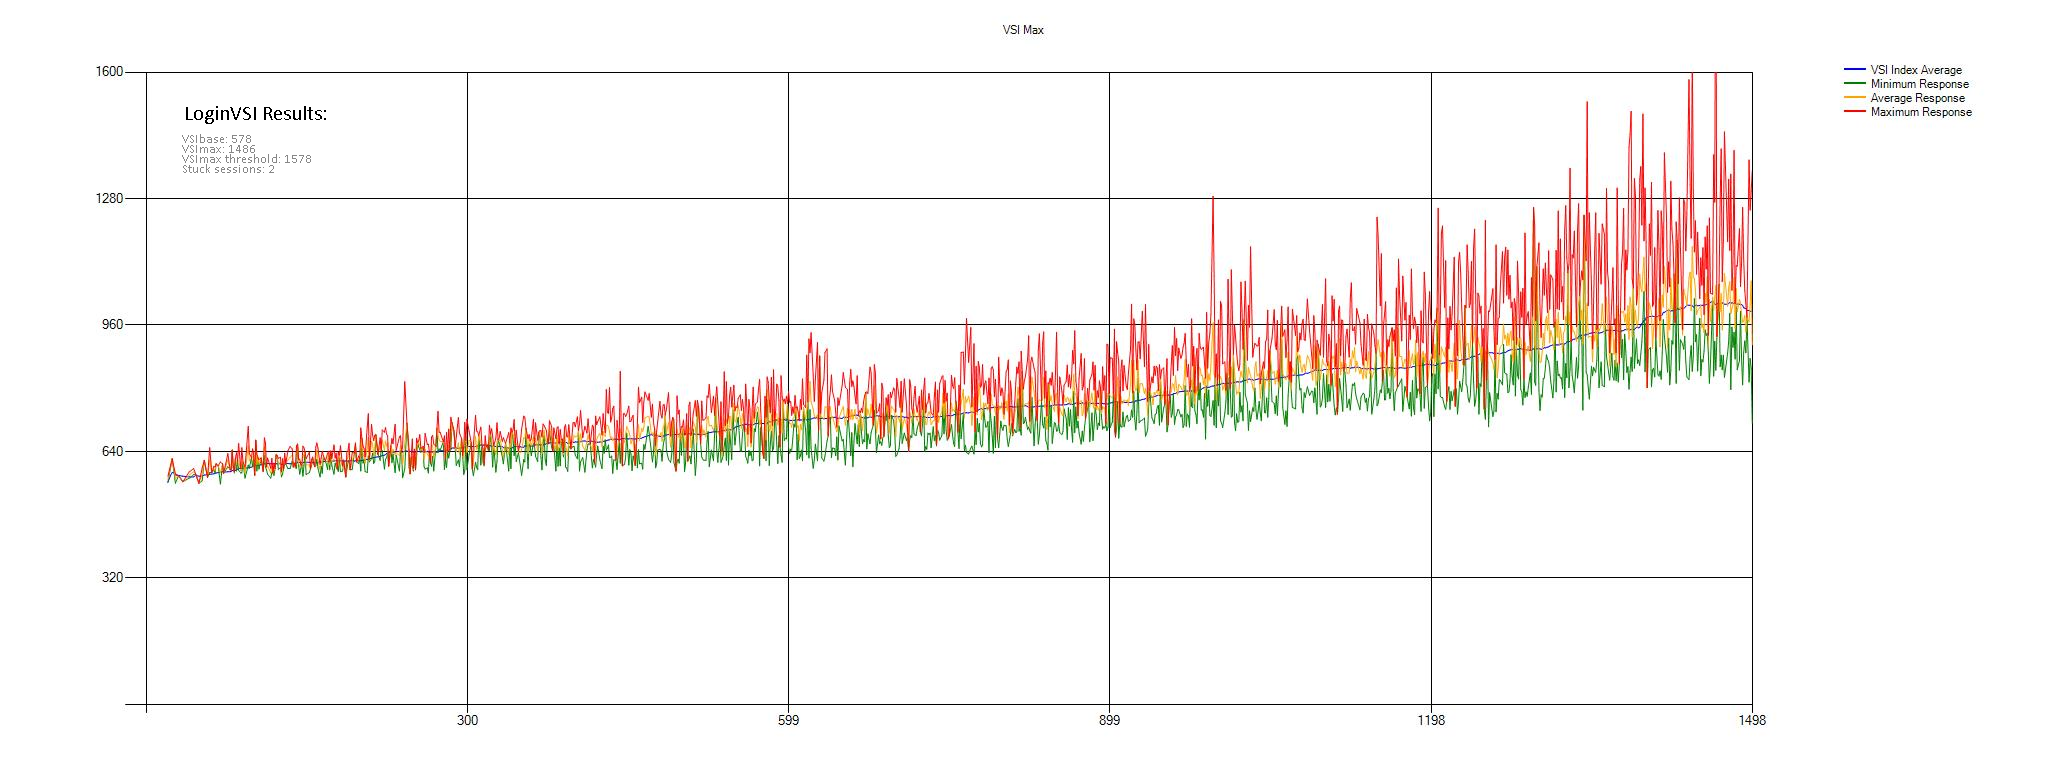 VSI Max
1600
1280
960
640
320
300
599
899
1198
1498
LoginVSI Results:
VSIbase: 578
VSImax: 1486
VSImax threshold: 1578
Stuck sessions: 2
VSI Index Average
Minimum Response
Average Response
Maximum Response